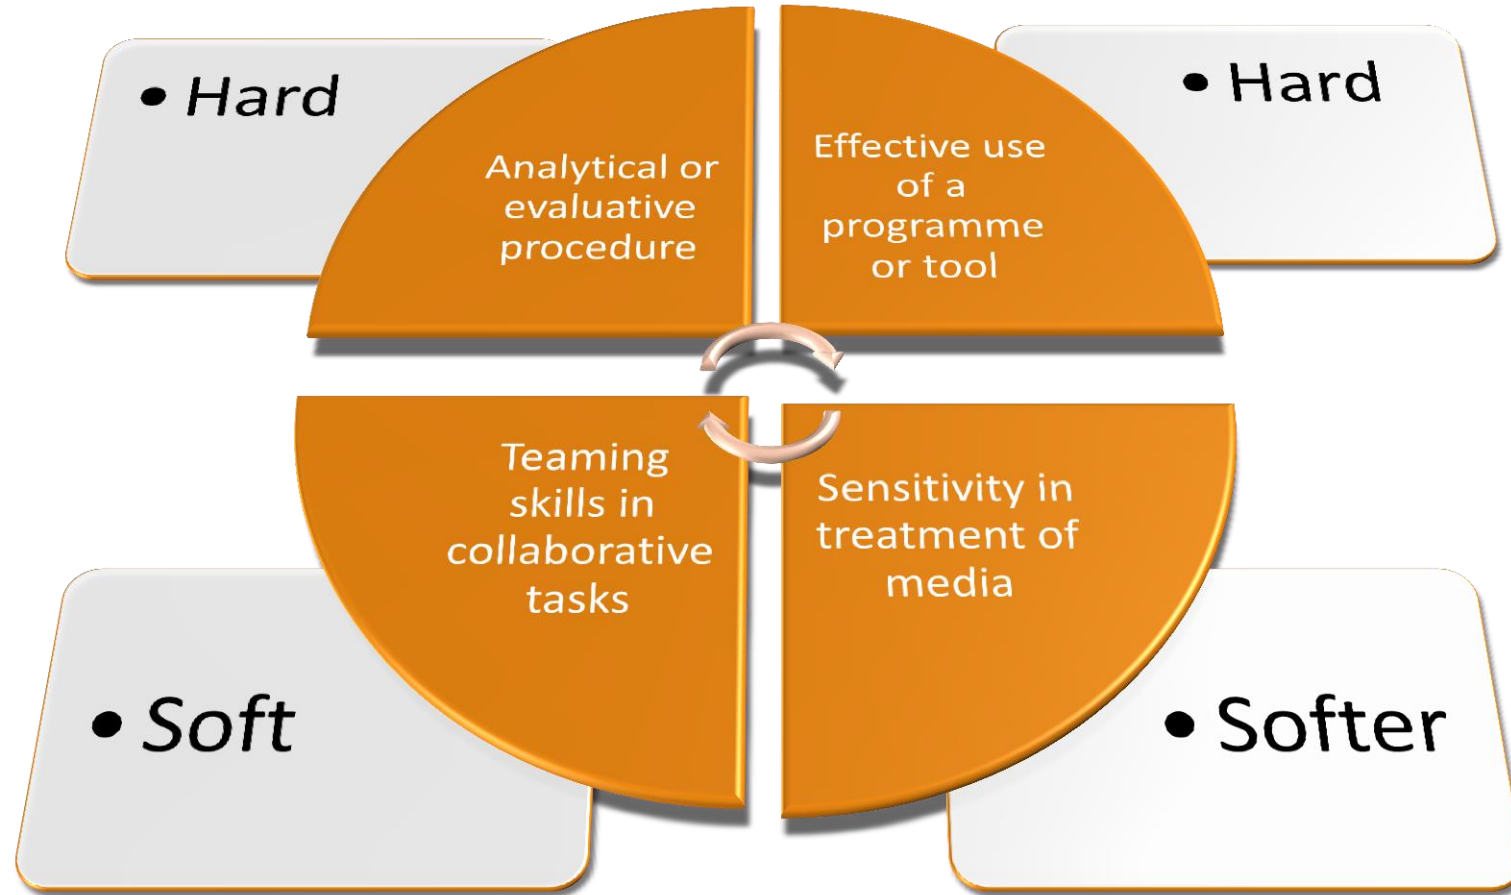 • Hard
Analytical or
evaluative
procedure
Effective use
of a
programme
or tool
• Hard
Teaming
skills in
collaborative
tasks
• Soft
Sensitivity in
treatment of
media
• Softer